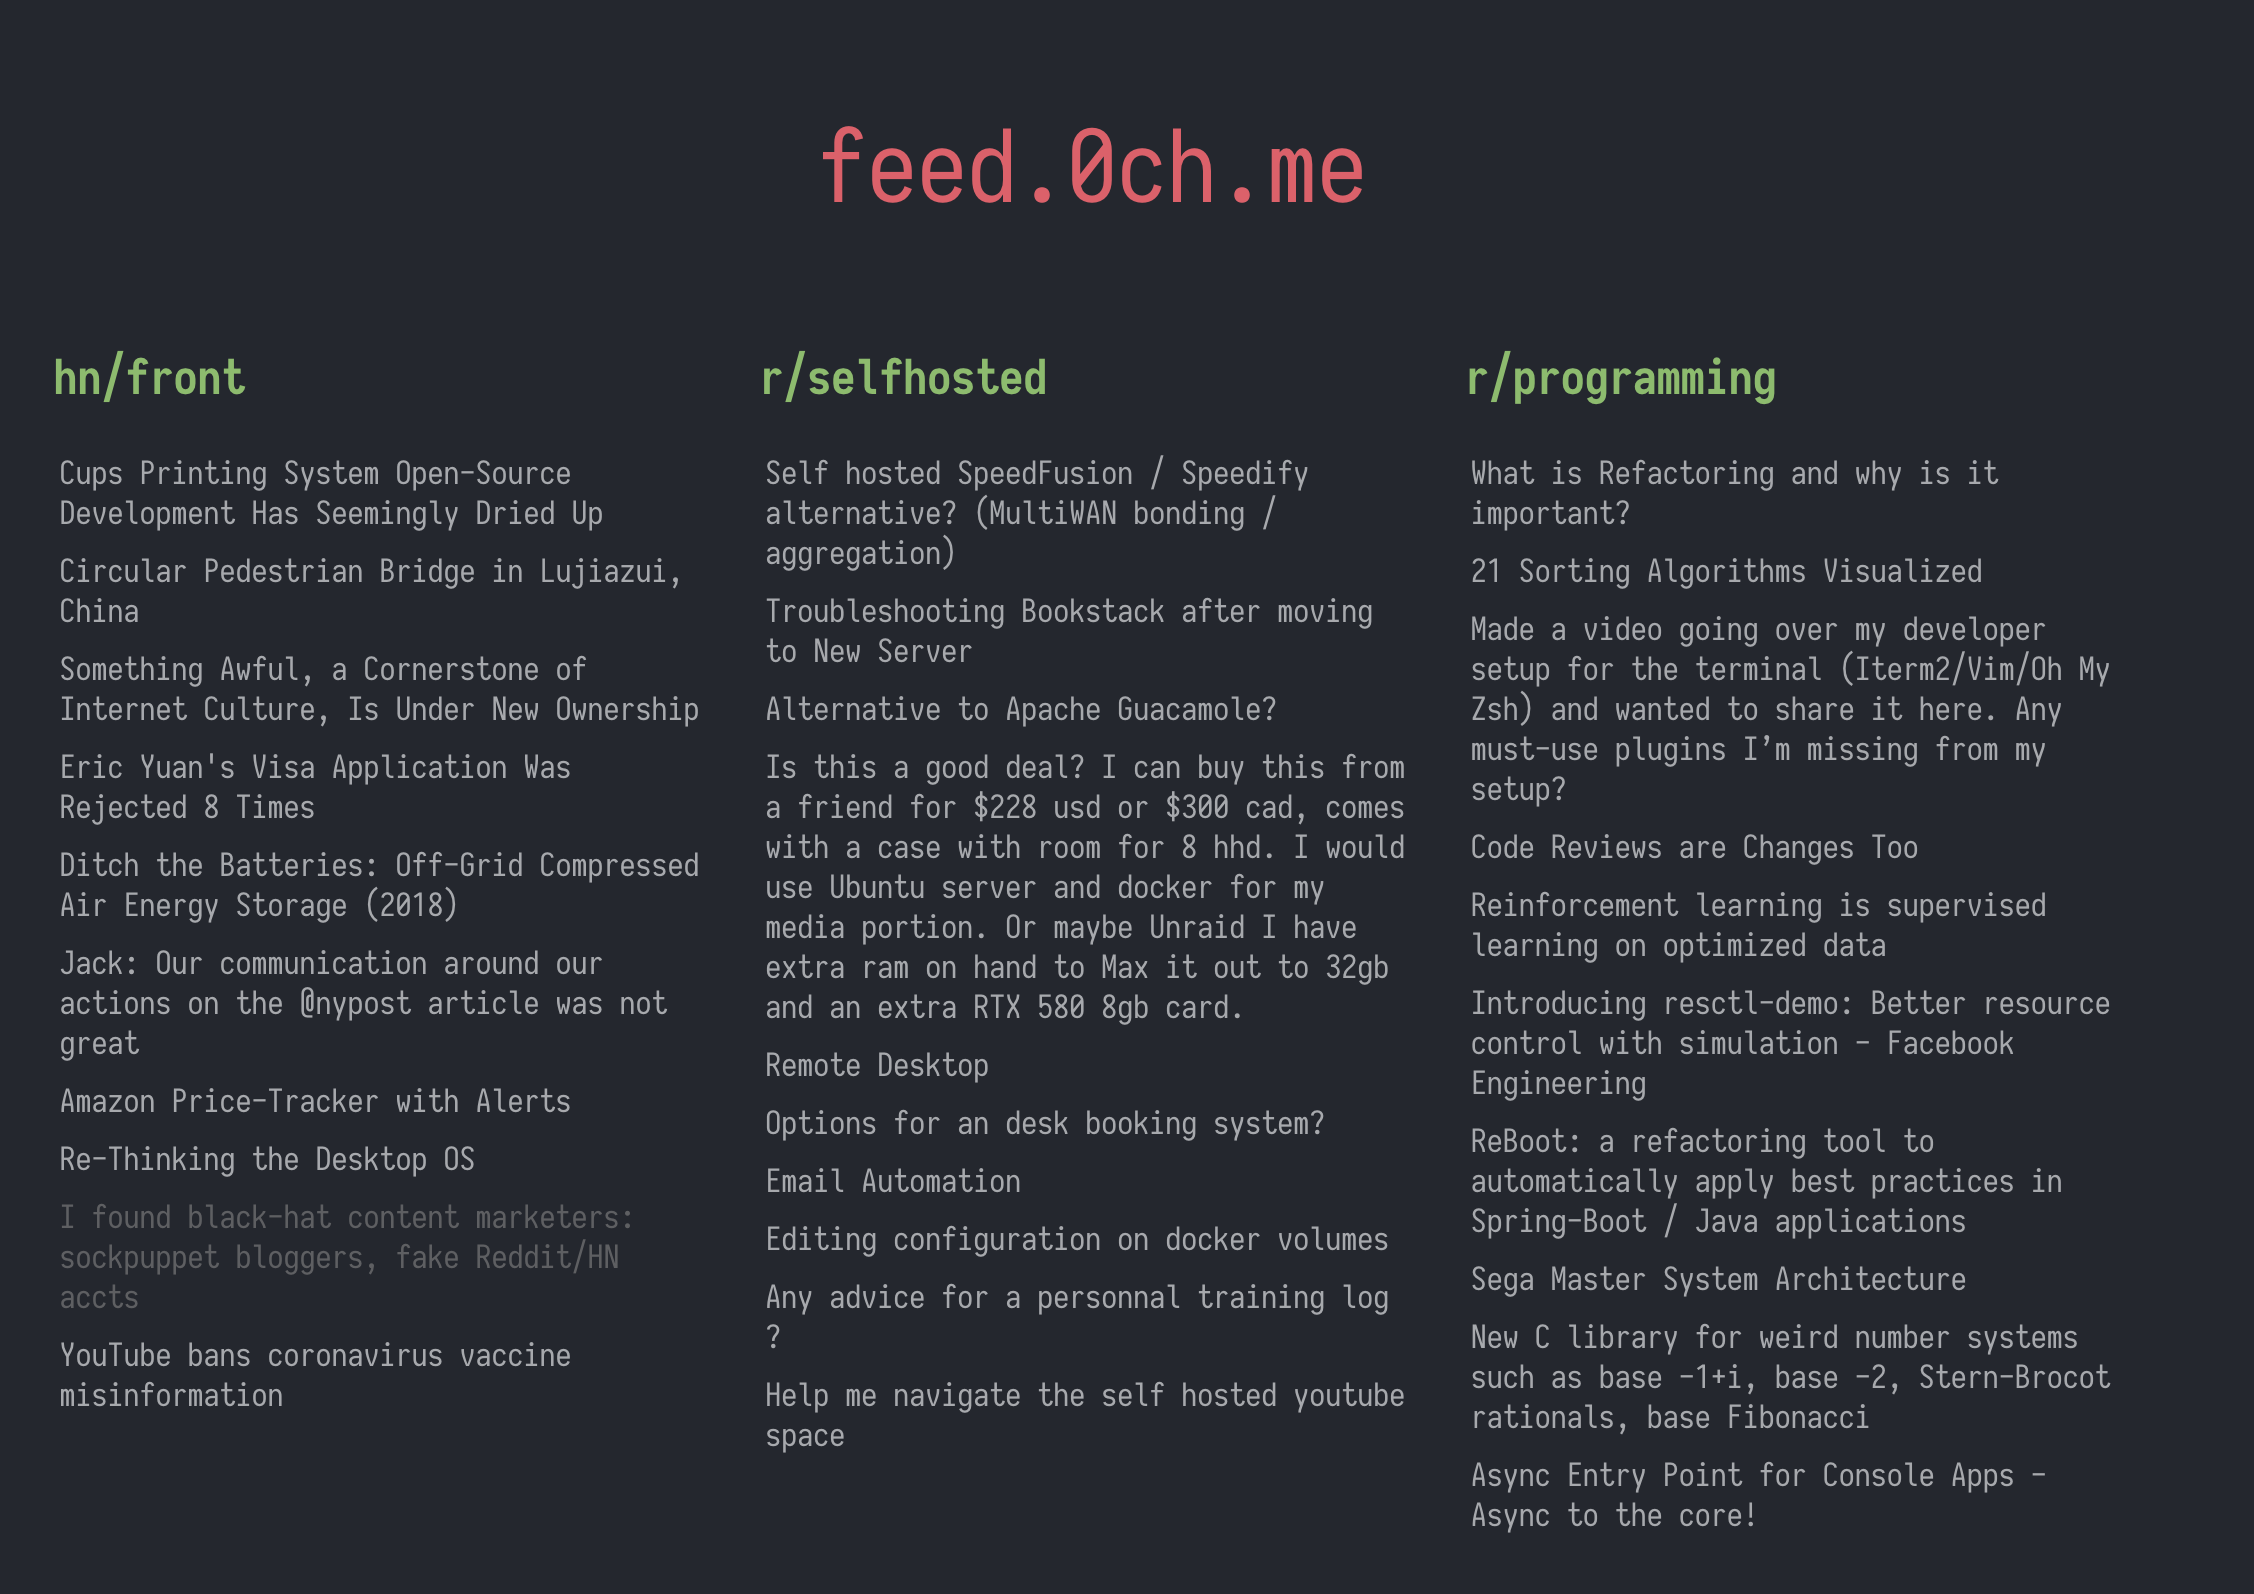 feed.0ch.me
hn/front
Cups Printing System Open-Source
Development Has Seemingly Dried Up
Circular Pedestrian Bridge in Lujiazui,
China
Something Awful, a Cornerstone of
Internet Culture, Is Under New Ownership
Eric Yuan's Visa Application Was
Rejected 8 Times
Ditch the Batteries: Off-Grid Compressed
Air Energy Storage (2018)
Jack: Our communication around our
actions on the @nypost article was not
great
Amazon Price-Tracker with Alerts
Re-Thinking the Desktop OS
I found black-hat content marketers:
sockpuppet bloggers, fake Reddit/HN
accts
YouTube bans coronavirus vaccine
misinformation
r/selfhosted
Self hosted SpeedFusion / Speedify
alternative? (MultiWAN bonding /
aggregation)
Troubleshooting Bookstack after moving
to New Server
Alternative to Apache Guacamole?
Is this a good deal? I can buy this from
a friend for $228 usd or $300 cad, comes
with a case with room for 8 hhd. I would
use Ubuntu server and docker for my
media portion. Or maybe Unraid I have
extra ram on hand to Max it out to 32gb
and an extra RTX 580 8gb card.
Remote Desktop
Options for an desk booking system?
Email Automation
Editing configuration on docker volumes
Any advice for a personnal training log
?
Help me navigate the self hosted youtube
space
r/programming
What is Refactoring and why is it
important?
21 Sorting Algorithms Visualized
Made a video going over my developer
setup for the terminal (Iterm2/Vim/Oh My
Zsh) and wanted to share it here. Any
must-use plugins I’m missing from my
setup?
Code Reviews are Changes Too
Reinforcement learning is supervised
learning on optimized data
Introducing resctl-demo: Better resource
control with simulation - Facebook
Engineering
ReBoot: a refactoring tool to
automatically apply best practices in
Spring-Boot / Java applications
Sega Master System Architecture
New C library for weird number systems
such as base -1+i, base -2, Stern-Brocot
rationals, base Fibonacci
Async Entry Point for Console Apps -
Async to the core!